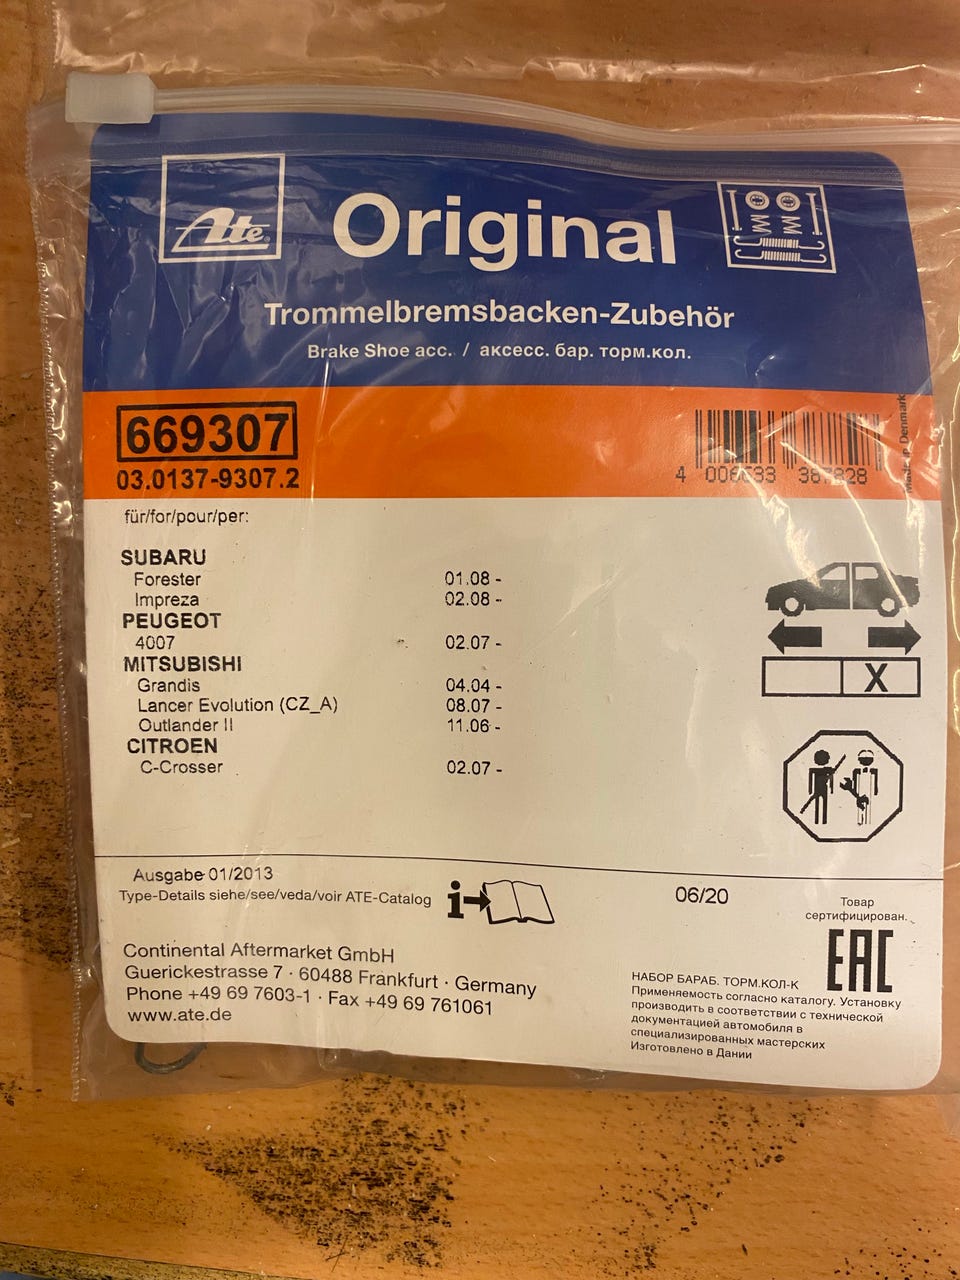 Ate
Original
Trommelbremsbacken-Zubehör
Brake Shoe acc. / аксесс. бар. торм.кол.
669307
03.0137-9307.2
4 006633 387828
Made in Denmark
für/for/pour/per:
SUBARU
Forester 01.08 -
Impreza 02.08 -
PEUGEOT
4007 02.07 -
MITSUBISHI
Grandis 04.04 -
Lancer Evolution (CZ_A) 08.07 -
Outlander II 11.06 -
CITROEN
C-Crosser 02.07 -
X
Ausgabe 01/2013
Type-Details siehe/see/veda/voir ATE-Catalog
i
06/20
Товар
сертифицирован.
EAC
Continental Aftermarket GmbH
Guerickestrasse 7 · 60488 Frankfurt · Germany
Phone +49 69 7603-1 · Fax +49 69 761061
www.ate.de
НАБОР БАРАБ. ТОРМ.КОЛ-К
Применяемость согласно каталогу. Установку
производить в соответствии с технической
документацией автомобиля в
специализированных мастерских
Изготовлено в Дании